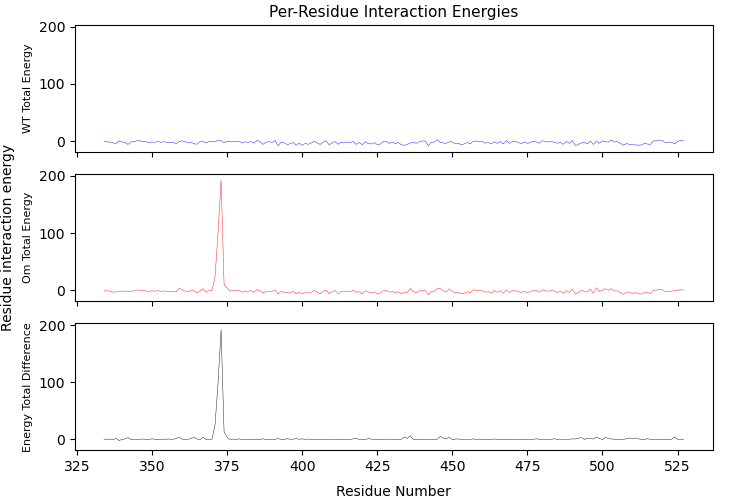 Per-Residue Interaction Energies
Residue interaction energy
WT Total Energy
200
100
0
Om Total Energy
200
100
0
Energy Total Difference
200
100
0
325 350 375 400 425 450 475 500 525
Residue Number